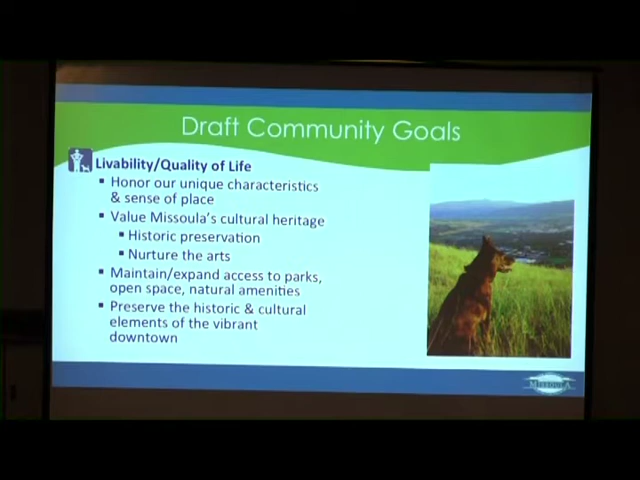 Draft Community Goals
Livability/Quality of Life
▪ Honor our unique characteristics
& sense of place
▪ Value Missoula's cultural heritage
▪ Historic preservation
▪ Nurture the arts
▪ Maintain/expand access to parks,
open space, natural amenities
▪ Preserve the historic & cultural
elements of the vibrant
downtown
MISSOULA